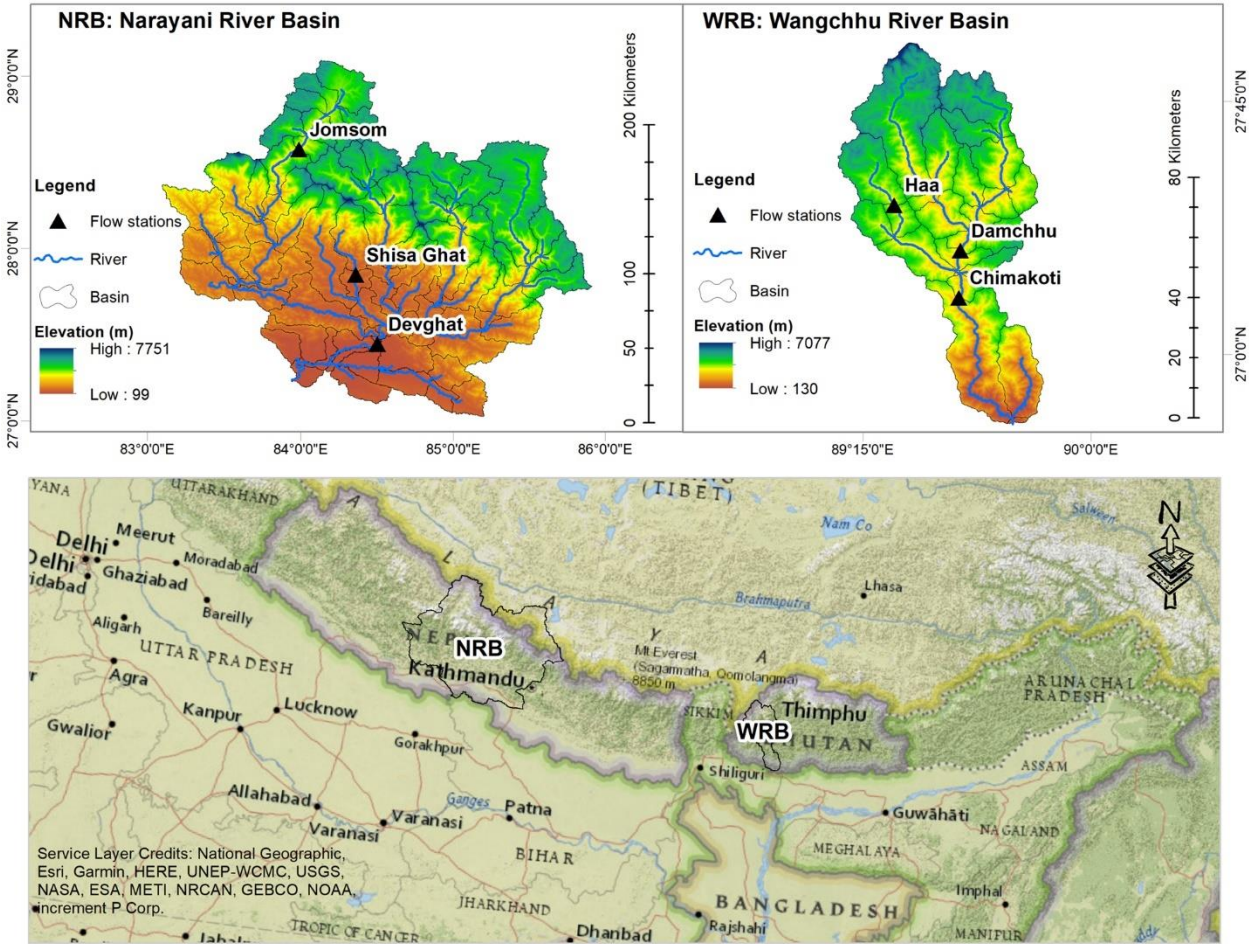 NRB: Narayani River Basin
29°0'0"N
28°0'0"N
27°0'0"N
Jomsom
Shisa Ghat
Devghat
Legend
Flow stations
River
Basin
Elevation (m)
High : 7751
Low : 99
200 Kilometers
100
50
0
83°0'0"E
84°0'0"E
85°0'0"E
86°0'0"E
WRB: Wangchhu River Basin
Haa
Damchhu
Chimakoti
Legend
Flow stations
River
Basin
Elevation (m)
High : 7077
Low : 130
80 Kilometers
40
20
0
27°45'0"N
27°0'0"N
89°15'0"E
90°0'0"E
YANA
UTTARAKHAND
(TIBET)
Nam Co
Salween
N
Delhi
Delhi
Meerut
Moradabad
Ghaziabad
ridabad
Bareilly
Aligarh
UTTAR PRADESH
Agra
Gwalior
Kanpur
Lucknow
Gorakhpur
A
L
A
Y
A
NEP
NRB
Kathmandu
Lhasa
Brahmaputra
Mt Everest
(Sagarmatha, Qomolangma)
8850 m
SIKKIM
Thimphu
WRB
HUTAN
ARUNACHAL
PRADESH
ASSAM
Shiliguri
Allahabad
Varanasi
Varanasi
Ganges
Patna
BIHAR
Guwāhāti
NAGALAND
MEGHALAYA
Imphal
MANIPUR
BANGLADESH
Rajshahi
JHARKHAND
Dhanbad
TROPIC OF CANCER
Service Layer Credits: National Geographic,
Esri, Garmin, HERE, UNEP-WCMC, USGS,
NASA, ESA, METI, NRCAN, GEBCO, NOAA,
increment P Corp.